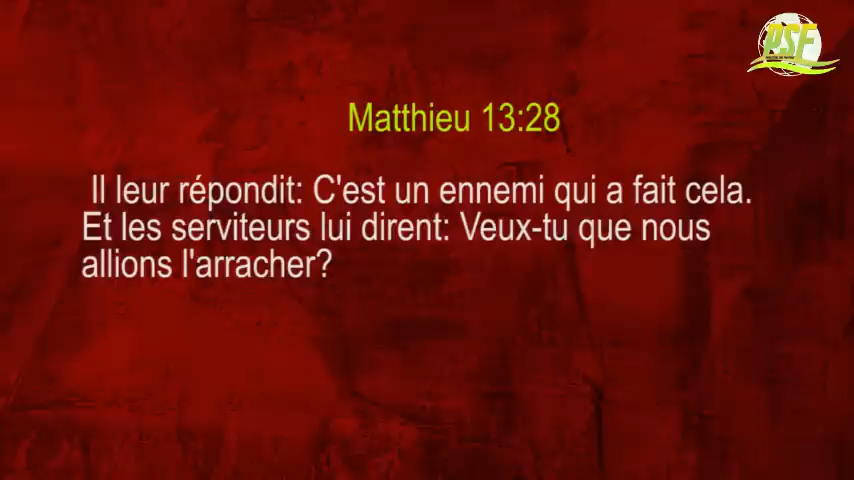 PSF
Matthieu 13:28
Il leur répondit: C'est un ennemi qui a fait cela.
Et les serviteurs lui dirent: Veux-tu que nous
allions l'arracher?